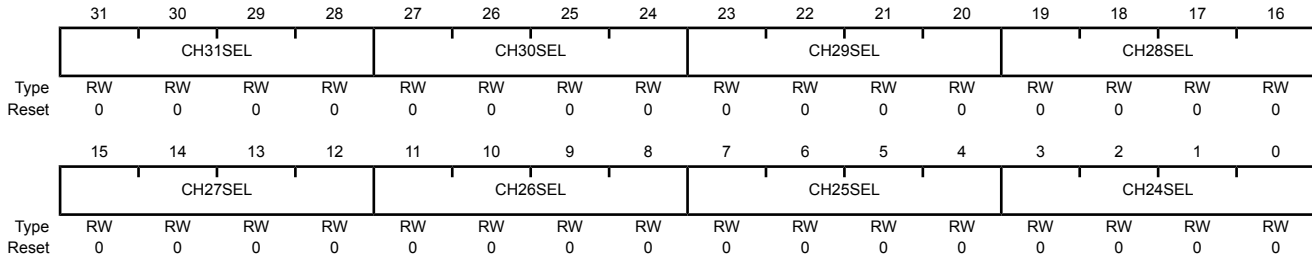 31 30 29 28 27 26 25 24 23 22 21 20 19 18 17 16
CH31SEL CH30SEL CH29SEL CH28SEL
Type RW RW RW RW RW RW RW RW RW RW RW RW RW RW RW RW
Reset 0 0 0 0 0 0 0 0 0 0 0 0 0 0 0 0
15 14 13 12 11 10 9 8 7 6 5 4 3 2 1 0
CH27SEL CH26SEL CH25SEL CH24SEL
Type RW RW RW RW RW RW RW RW RW RW RW RW RW RW RW RW
Reset 0 0 0 0 0 0 0 0 0 0 0 0 0 0 0 0